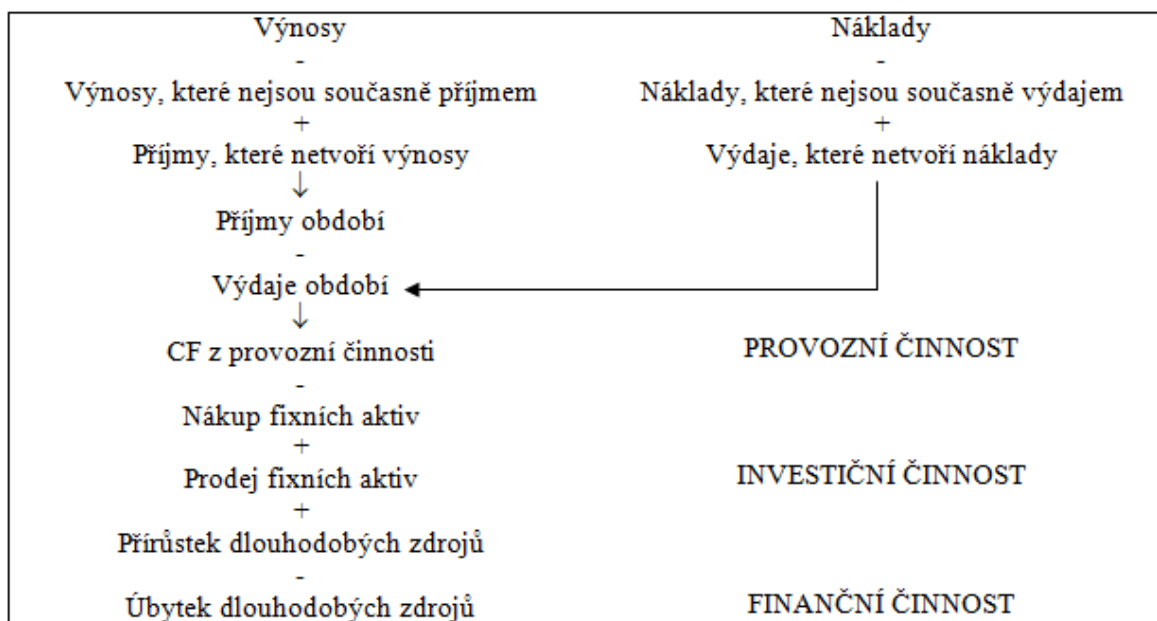 Výnosy Náklady
- -
Výnosy, které nejsou současně příjmem Náklady, které nejsou současně výdajem
+ +
Příjmy, které netvoří výnosy Výdaje, které netvoří náklady
↓
Příjmy období
-
Výdaje období
↓
CF z provozní činnosti PROVOZNÍ ČINNOST
-
Nákup fixních aktiv
+
Prodej fixních aktiv INVESTIČNÍ ČINNOST
+
Přírůstek dlouhodobých zdrojů
-
Úbytek dlouhodobých zdrojů FINANČNÍ ČINNOST